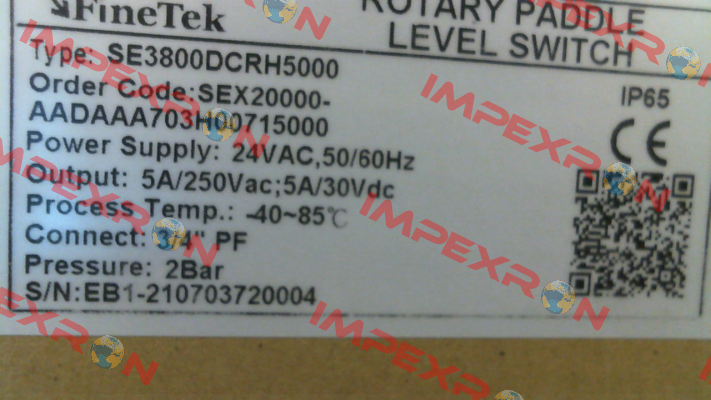 FineTek
ROTARY PADDLE
LEVEL SWITCH
Type: SE3800DCRH5000
Order Code:SEX20000-
AADAAA703H00715000
IP65
CE
Power Supply: 24VAC,50/60Hz
Output: 5A/250Vac;5A/30Vdc
Process Temp.: -40~85℃
Connect: 3/4" PF
Pressure: 2Bar
S/N:EB1-210703720004
IMPEXRON
IMPEXRON
IMPEXRON
IMPEXRON